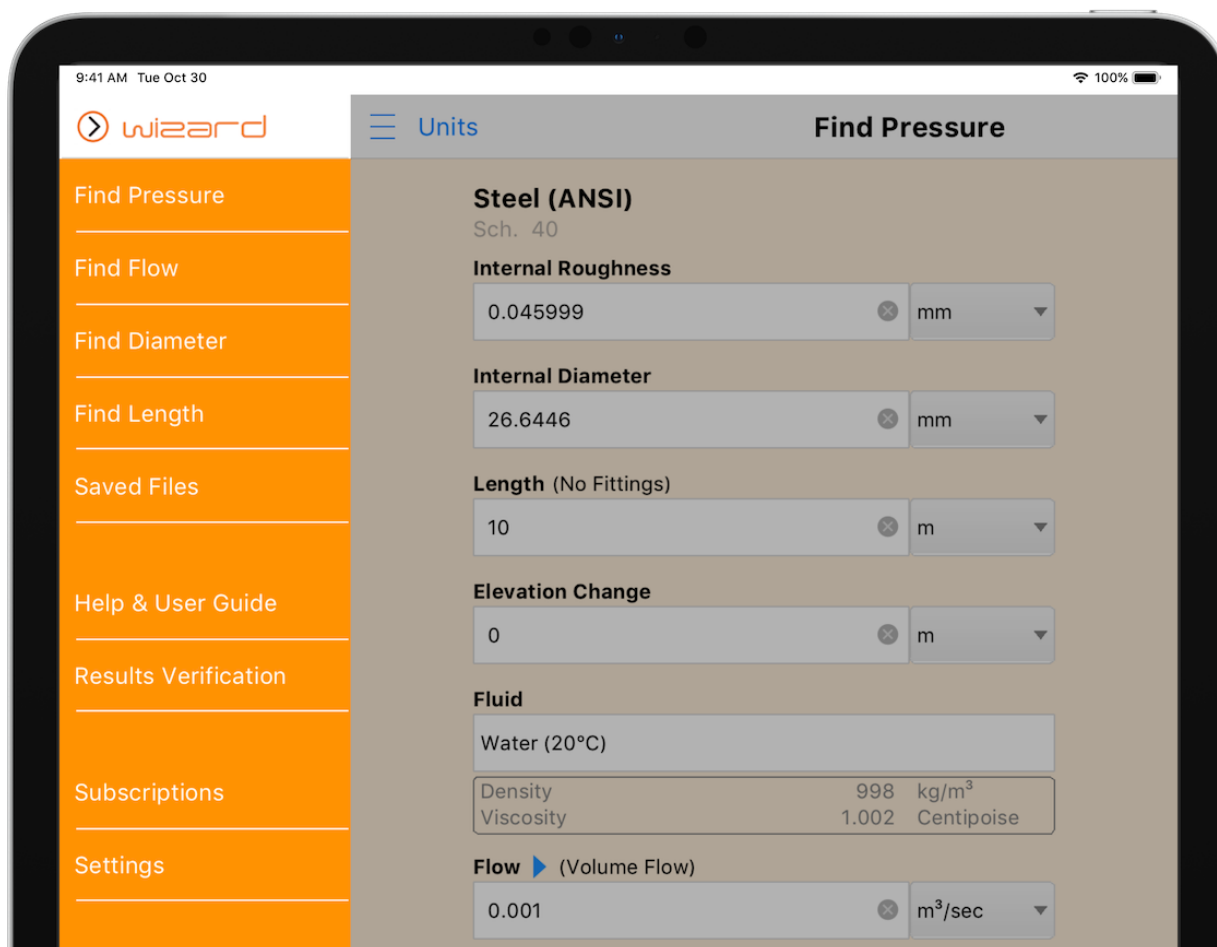 9:41 AM Tue Oct 30
100%
wizard
Units
Find Pressure
Find Pressure
Find Flow
Find Diameter
Find Length
Saved Files
Help & User Guide
Results Verification
Subscriptions
Settings
Steel (ANSI)
Sch. 40
Internal Roughness
0.045999 mm
Internal Diameter
26.6446 mm
Length (No Fittings)
10 m
Elevation Change
0 m
Fluid
Water (20°C)
Density 998 kg/m³
Viscosity 1.002 Centipoise
Flow (Volume Flow)
0.001 m³/sec